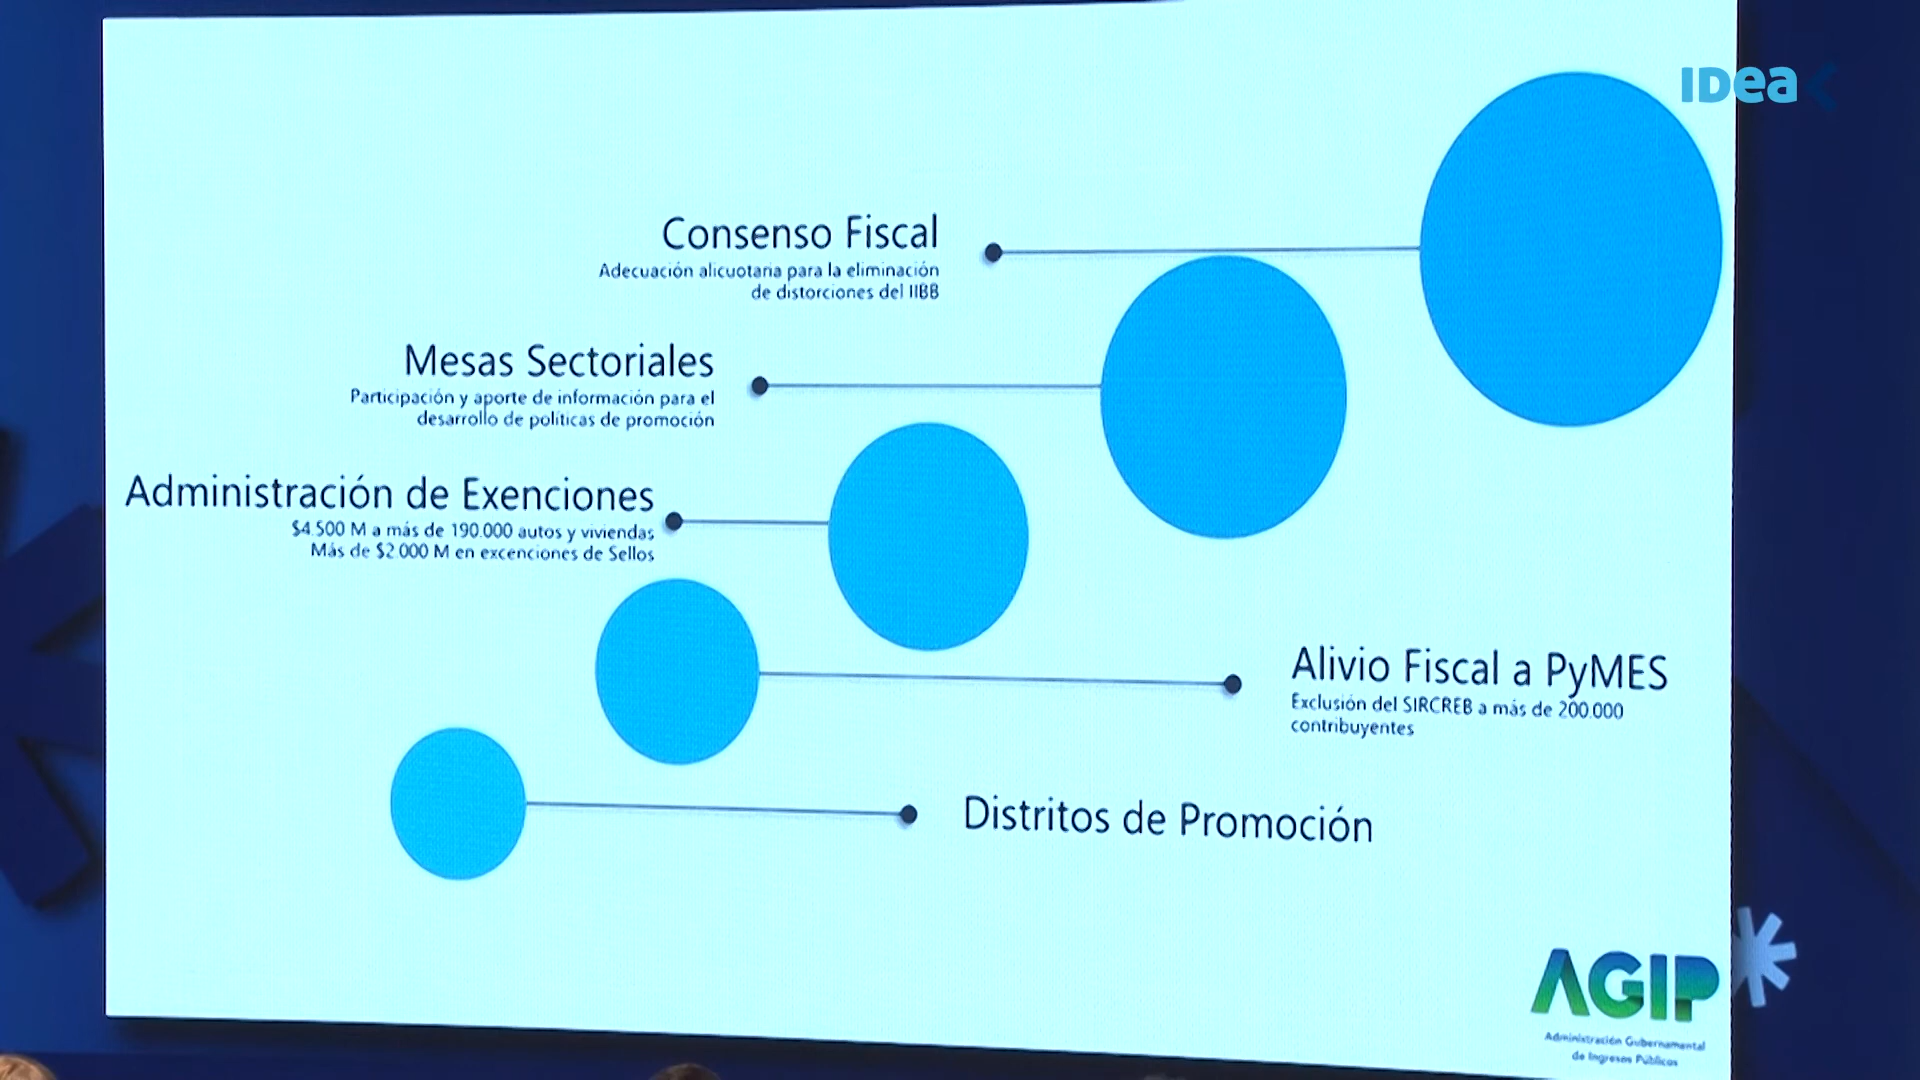 IDea
Consenso Fiscal
Adecuación alicuotaria para la eliminación
de distorciones del IIBB
Mesas Sectoriales
Participación y aporte de información para el
desarrollo de políticas de promoción
Administración de Exenciones
$4.500 M a más de 190.000 autos y viviendas
Más de $2.000 M en excenciones de Sellos
Alivio Fiscal a PyMES
Exclusión del SIRCREB a más de 200.000
contribuyentes
Distritos de Promoción
AGIP
Administración Gubernamental
de Ingresos Públicos